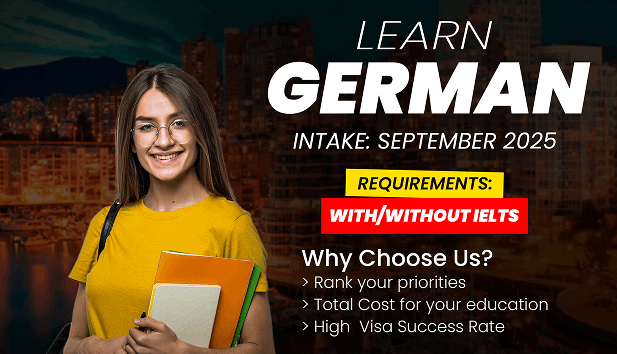 LEARN
GERMAN
INTAKE: SEPTEMBER 2025
REQUIREMENTS:
WITH/WITHOUT IELTS
Why Choose Us?
> Rank your priorities
> Total Cost for your education
> High  Visa Success Rate